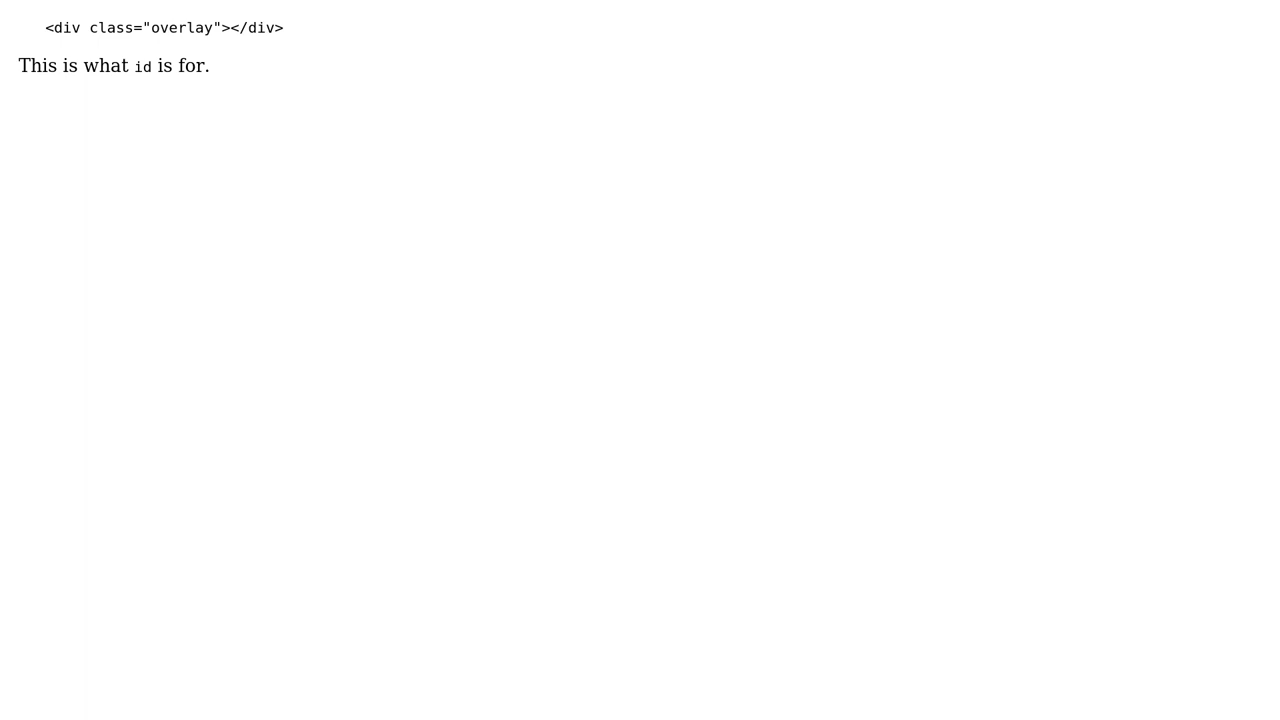 <div class="overlay"></div>
This is what id is for.